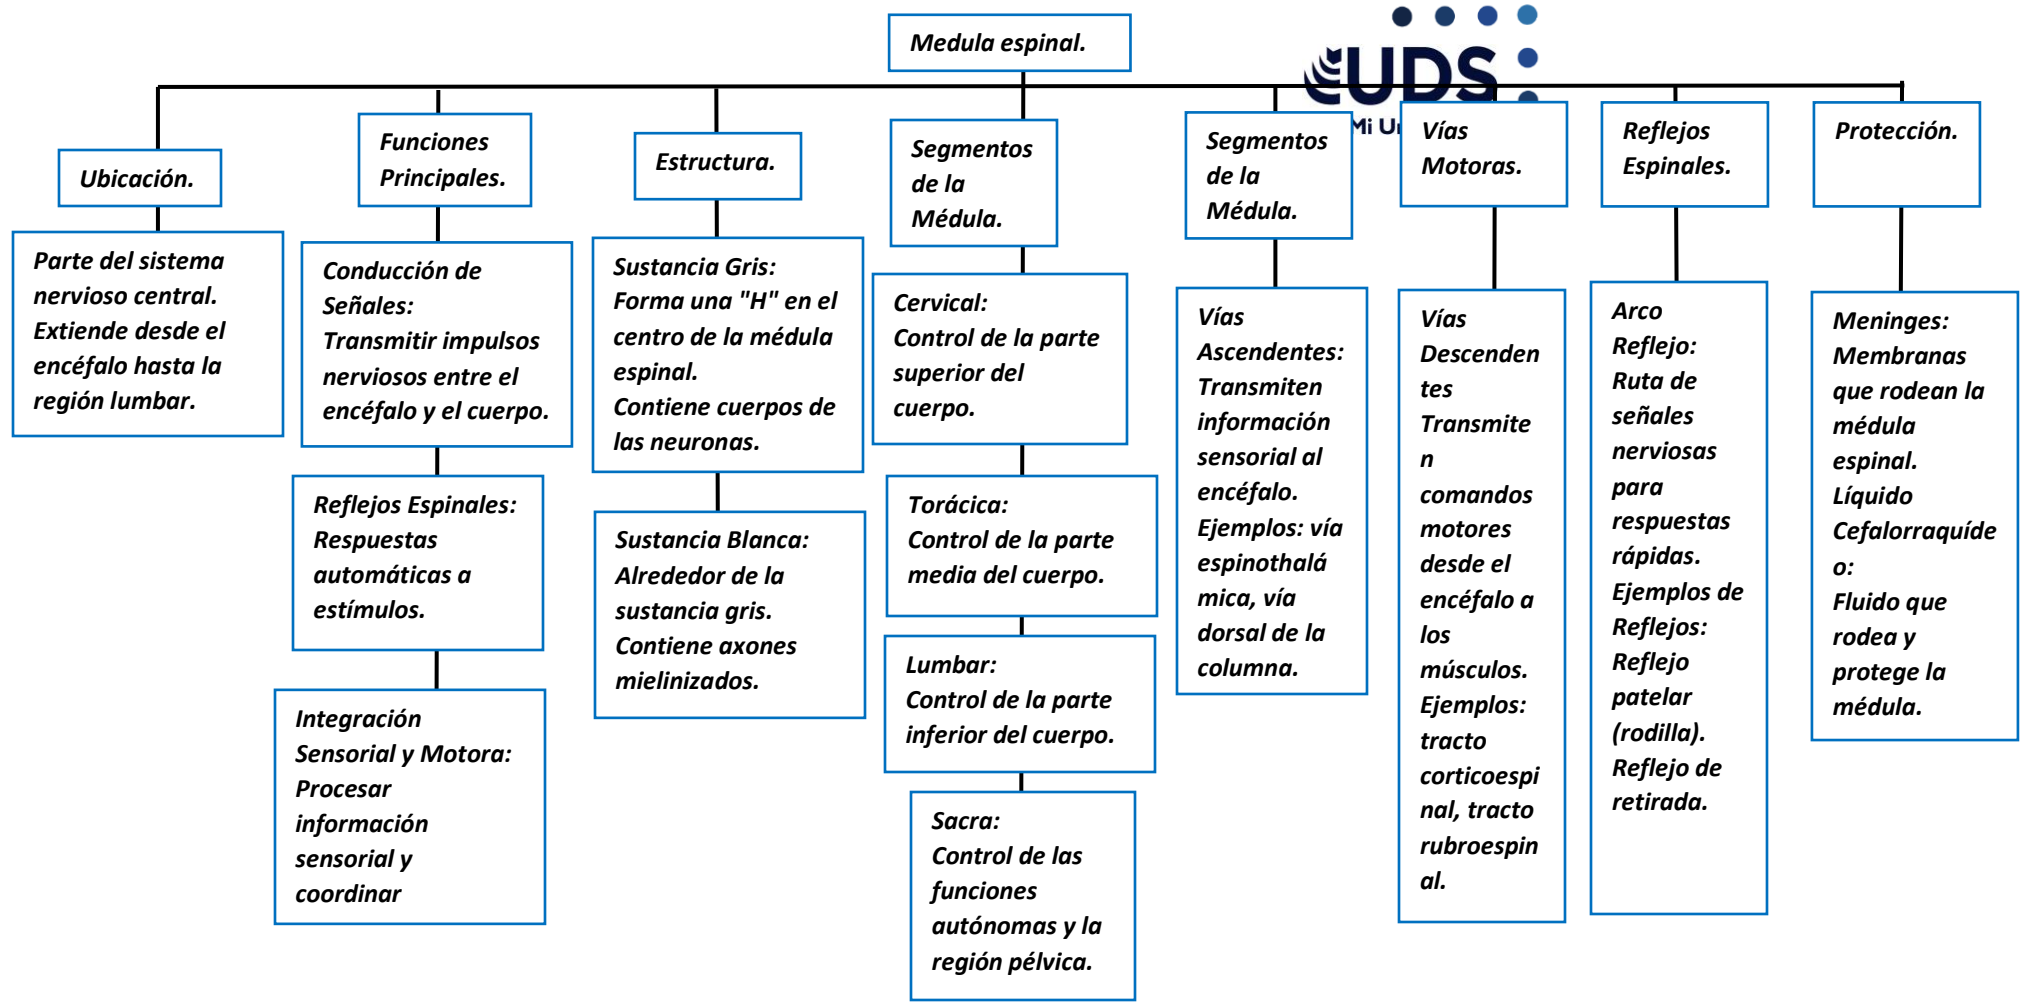 Medula espinal.
UDS
Mi U
Ubicación.
Parte del sistema
nervioso central.
Extiende desde el
encéfalo hasta la
región lumbar.
Funciones
Principales.
Conducción de
Señales:
Transmitir impulsos
nerviosos entre el
encéfalo y el cuerpo.
Reflejos Espinales:
Respuestas
automáticas a
estímulos.
Integración
Sensorial y Motora:
Procesar
información
sensorial y
coordinar
Estructura.
Sustancia Gris:
Forma una "H" en el
centro de la médula
espinal.
Contiene cuerpos de
las neuronas.
Sustancia Blanca:
Alrededor de la
sustancia gris.
Contiene axones
mielinizados.
Segmentos
de la
Médula.
Cervical:
Control de la parte
superior del
cuerpo.
Torácica:
Control de la parte
media del cuerpo.
Lumbar:
Control de la parte
inferior del cuerpo.
Sacra:
Control de las
funciones
autónomas y la
región pélvica.
Segmentos
de la
Médula.
Vías
Ascendentes:
Transmiten
información
sensorial al
encéfalo.
Ejemplos: vía
espinothalá
mica, vía
dorsal de la
columna.
Vías
Motoras.
Vías
Descenden
tes
Transmite
n
comandos
motores
desde el
encéfalo a
los
músculos.
Ejemplos:
tracto
corticoespi
nal, tracto
rubroespin
al.
Reflejos
Espinales.
Arco
Reflejo:
Ruta de
señales
nerviosas
para
respuestas
rápidas.
Ejemplos de
Reflejos:
Reflejo
patelar
(rodilla).
Reflejo de
retirada.
Protección.
Meninges:
Membranas
que rodean la
médula
espinal.
Líquido
Cefalorraquíde
o:
Fluido que
rodea y
protege la
médula.